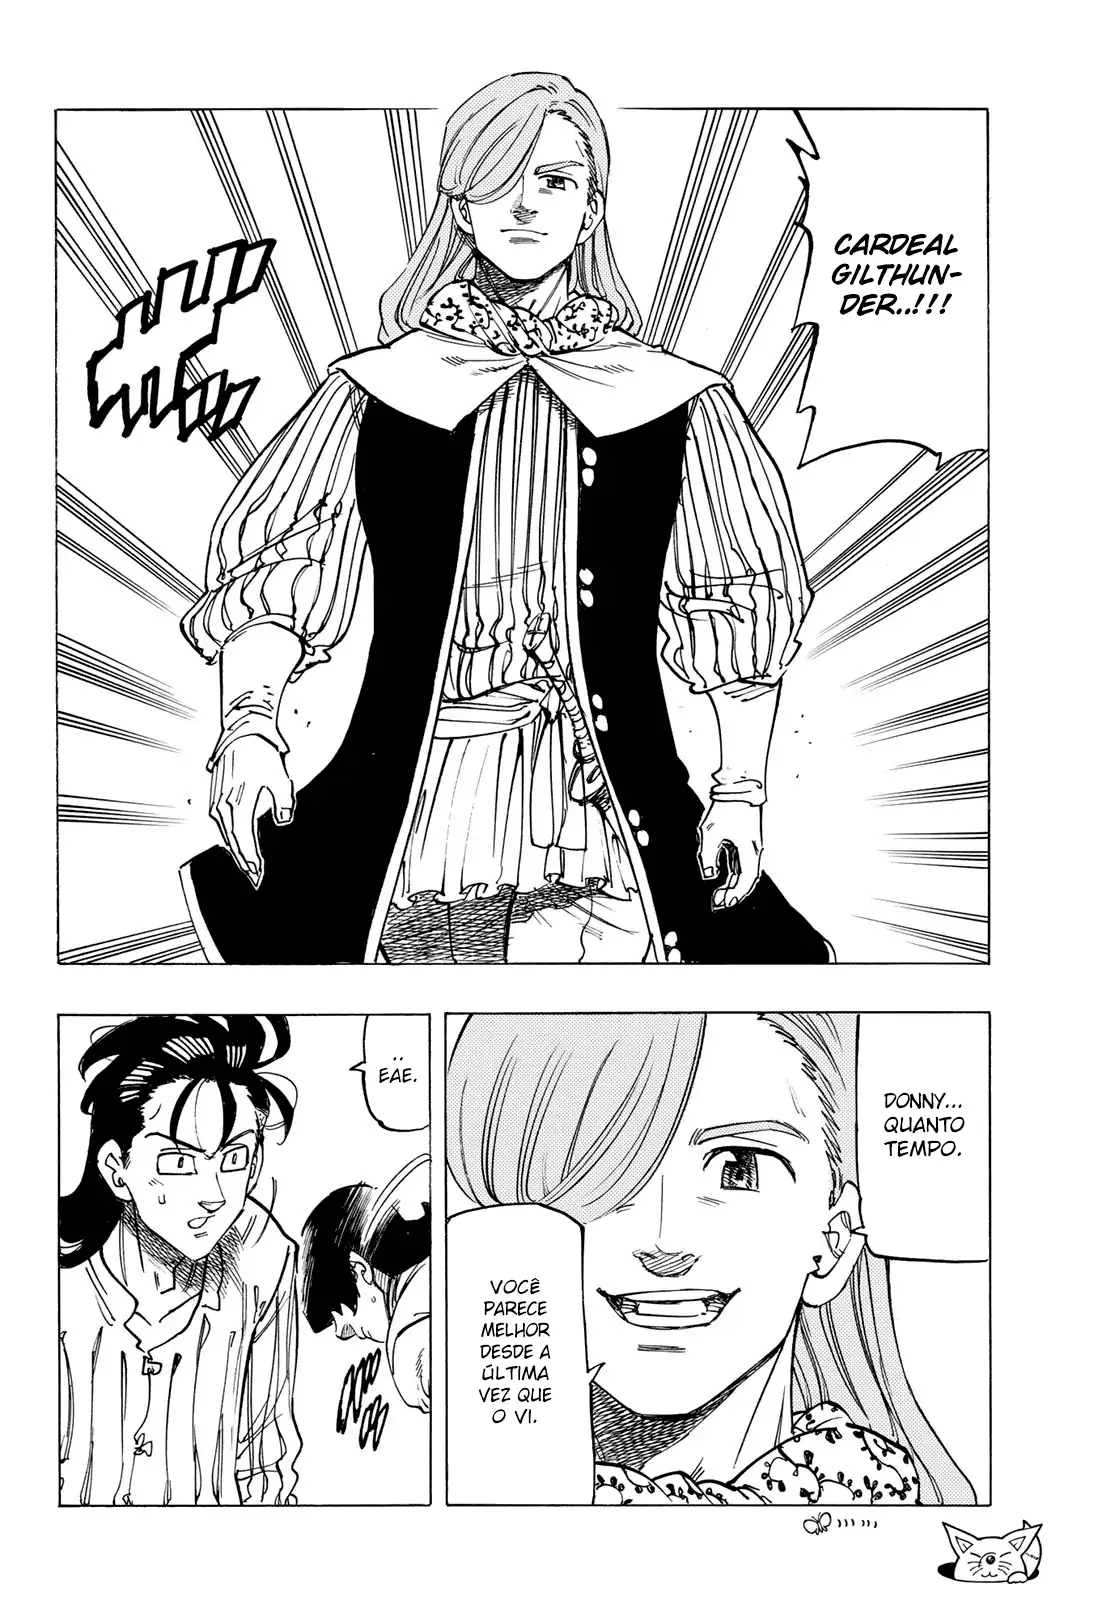 CARDEAL
GILTHUN-
DER..!!!
DONNY...
QUANTO
TEMPO.
VOCÊ
PARECE
MELHOR
DESDE A
ÚLTIMA
VEZ QUE
O VI.
..
EAE.